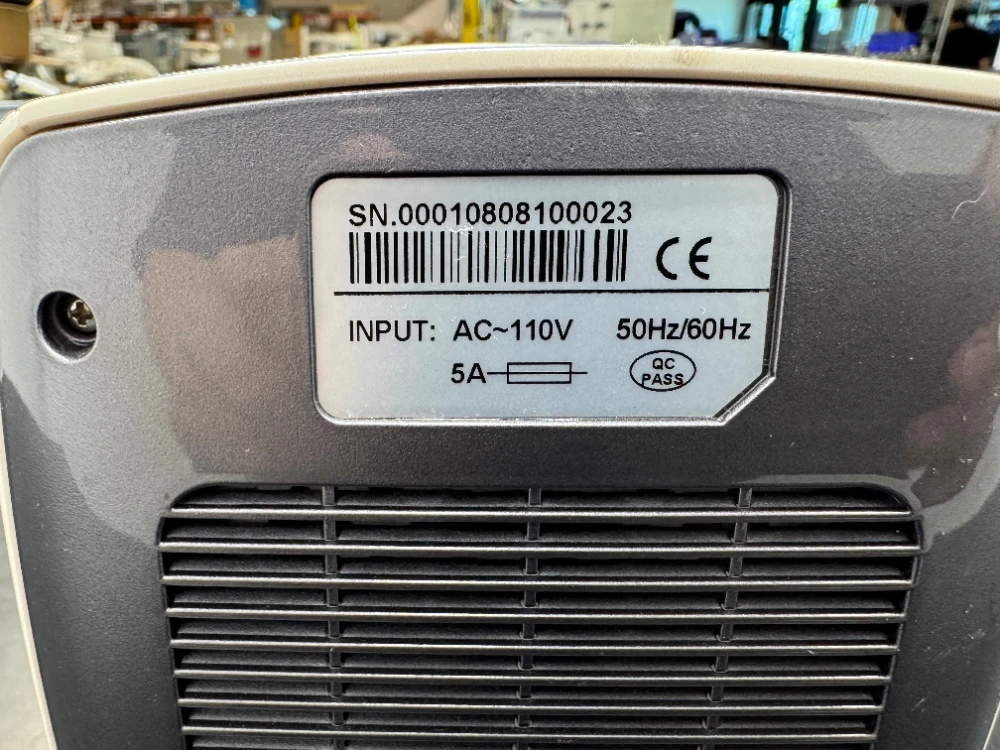 SN.00010808100023
CE
INPUT: AC~110V 50Hz/60Hz
5A
QC
PASS